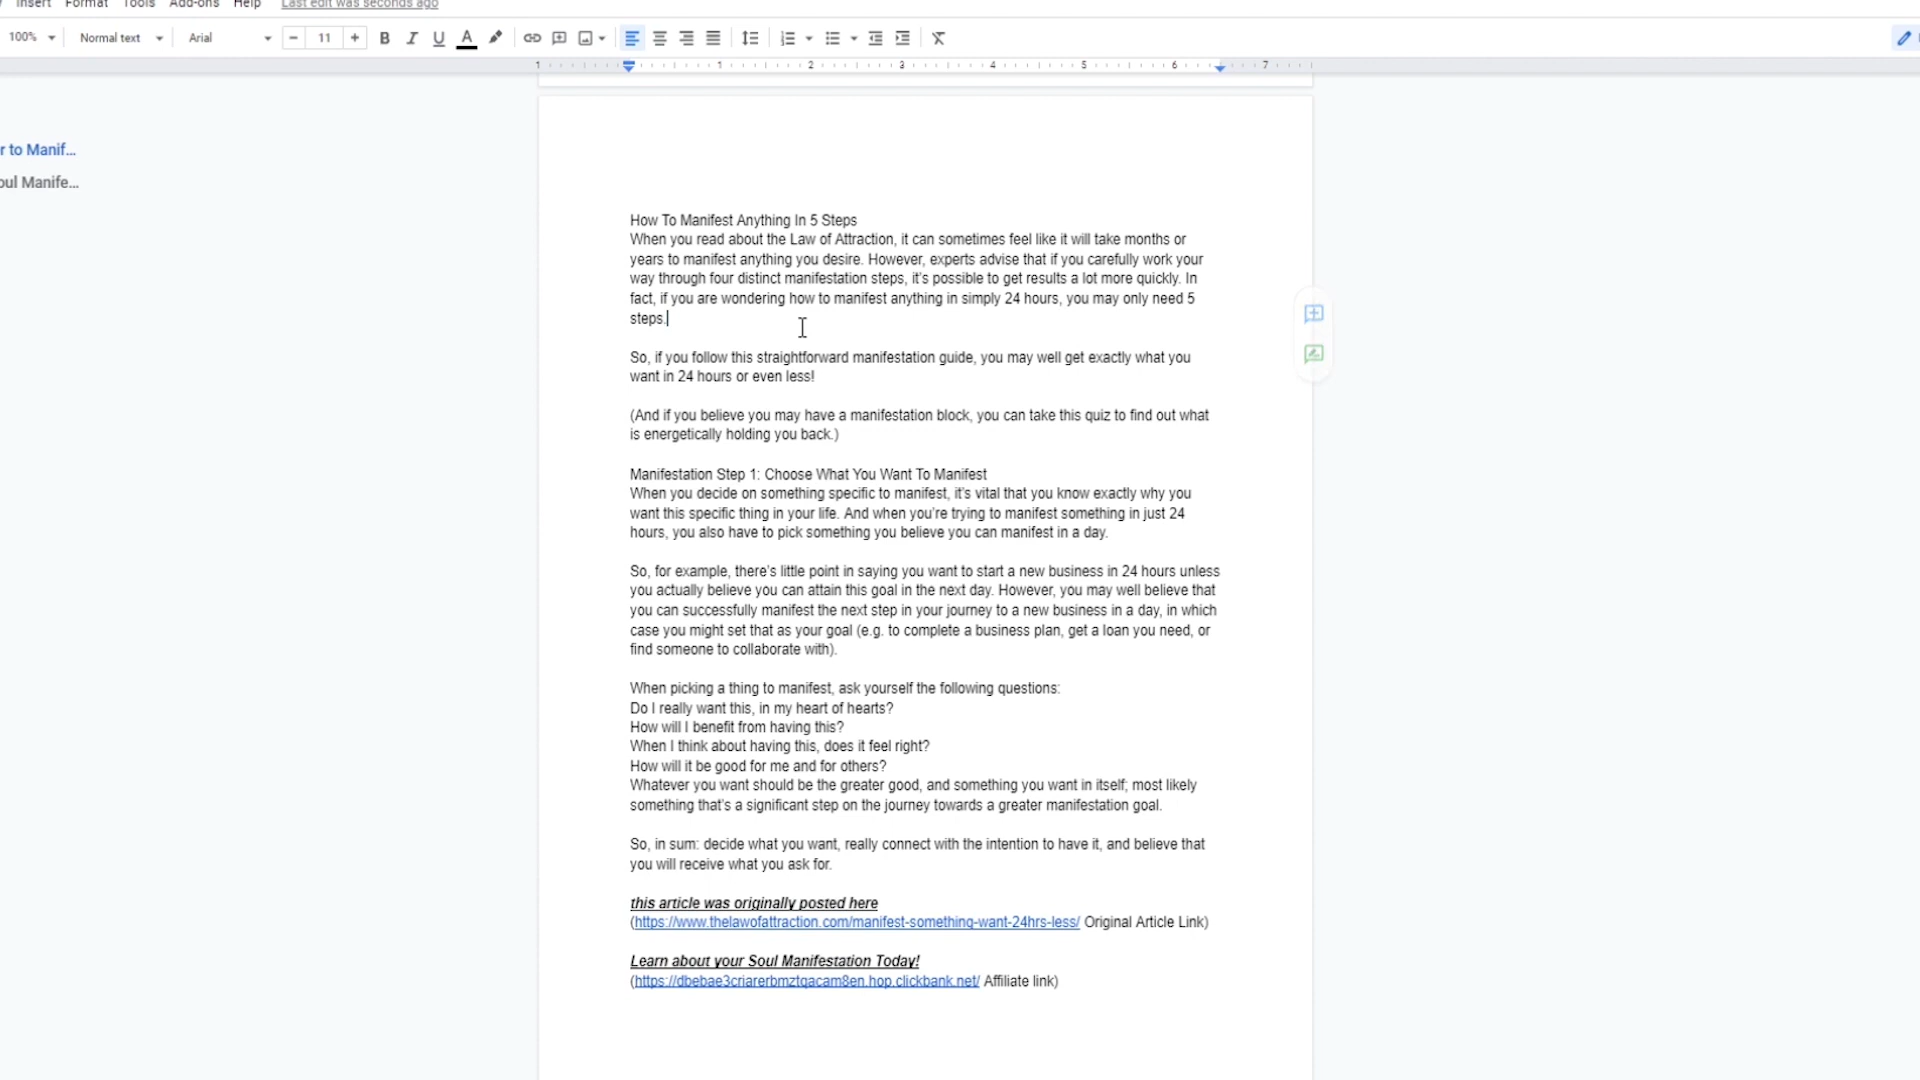 Insert Format Tools Add-ons Help Last edit was seconds ago
100% Normal text Arial 11 B I U A
1 1 2 3 4 5 6 7
r to Manif...
oul Manife...
How To Manifest Anything In 5 Steps
When you read about the Law of Attraction, it can sometimes feel like it will take months or
years to manifest anything you desire. However, experts advise that if you carefully work your
way through four distinct manifestation steps, it's possible to get results a lot more quickly. In
fact, if you are wondering how to manifest anything in simply 24 hours, you may only need 5
steps.
So, if you follow this straightforward manifestation guide, you may well get exactly what you
want in 24 hours or even less!
(And if you believe you may have a manifestation block, you can take this quiz to find out what
is energetically holding you back.)
Manifestation Step 1: Choose What You Want To Manifest
When you decide on something specific to manifest, it's vital that you know exactly why you
want this specific thing in your life. And when you're trying to manifest something in just 24
hours, you also have to pick something you believe you can manifest in a day.
So, for example, there's little point in saying you want to start a new business in 24 hours unless
you actually believe you can attain this goal in the next day. However, you may well believe that
you can successfully manifest the next step in your journey to a new business in a day, in which
case you might set that as your goal (e.g. to complete a business plan, get a loan you need, or
find someone to collaborate with).
When picking a thing to manifest, ask yourself the following questions:
Do I really want this, in my heart of hearts?
How will I benefit from having this?
When I think about having this, does it feel right?
How will it be good for me and for others?
Whatever you want should be the greater good, and something you want in itself; most likely
something that's a significant step on the journey towards a greater manifestation goal.
So, in sum: decide what you want, really connect with the intention to have it, and believe that
you will receive what you ask for.
this article was originally posted here
(https://www.thelawofattraction.com/manifest-something-want-24hrs-less/ Original Article Link)
Learn about your Soul Manifestation Today!
(https://dbebae3criarerbmztqacam8en.hop.clickbank.net/ Affiliate link)